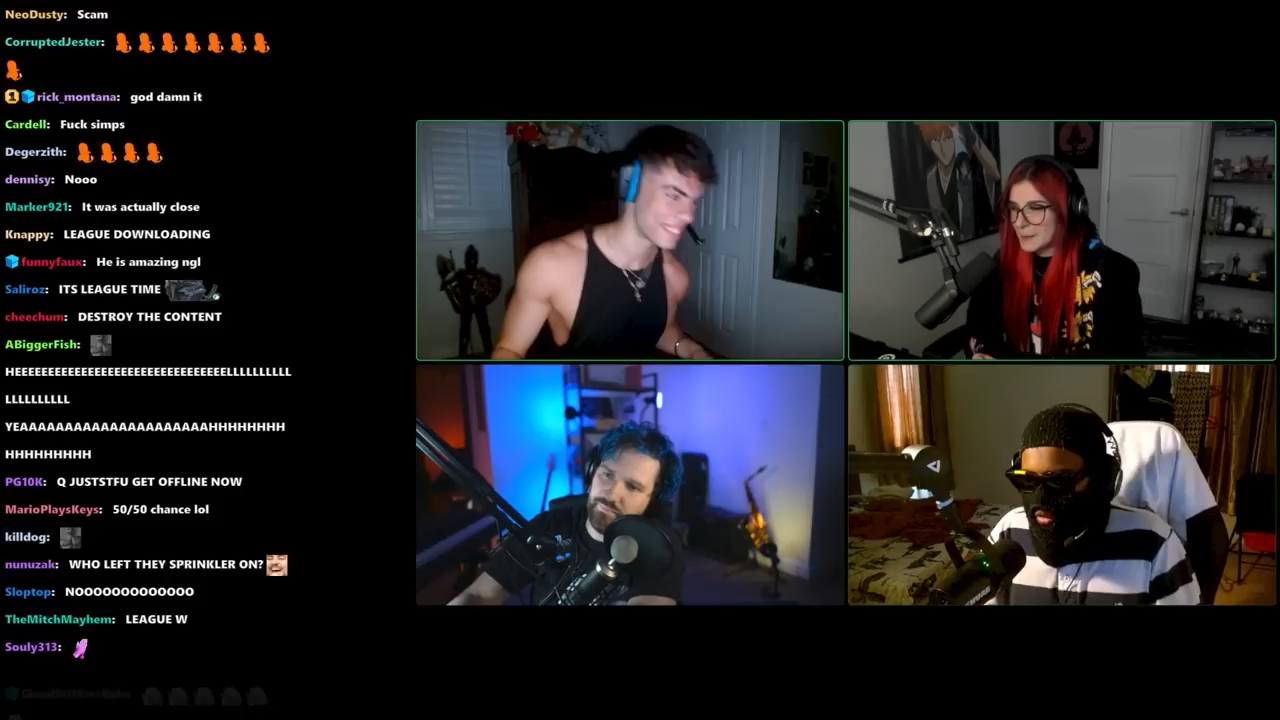 NeoDusty: Scam
CorruptedJester:
rick_montana: god damn it
Cardell: Fuck simps
Degerzith:
dennisy: Nooo
Marker921: It was actually close
Knappy: LEAGUE DOWNLOADING
funnyfaux: He is amazing ngl
Saliroz: ITS LEAGUE TIME
cheechum: DESTROY THE CONTENT
ABiggerFish:
HEEEEEEEEEEEEEEEEEEEEEEEEEEEEEEEELLLLLLLLLL
LLLLLLLLLL
YEAAAAAAAAAAAAAAAAAAAAAHHHHHHHH
HHHHHHHHH
PG10K: Q JUSTSTFU GET OFFLINE NOW
MarioPlaysKeys: 50/50 chance lol
killdog:
nunuzak: WHO LEFT THEY SPRINKLER ON?
Sloptop: NOOOOOOOOOOOOO
TheMitchMayhem: LEAGUE W
Souly313: